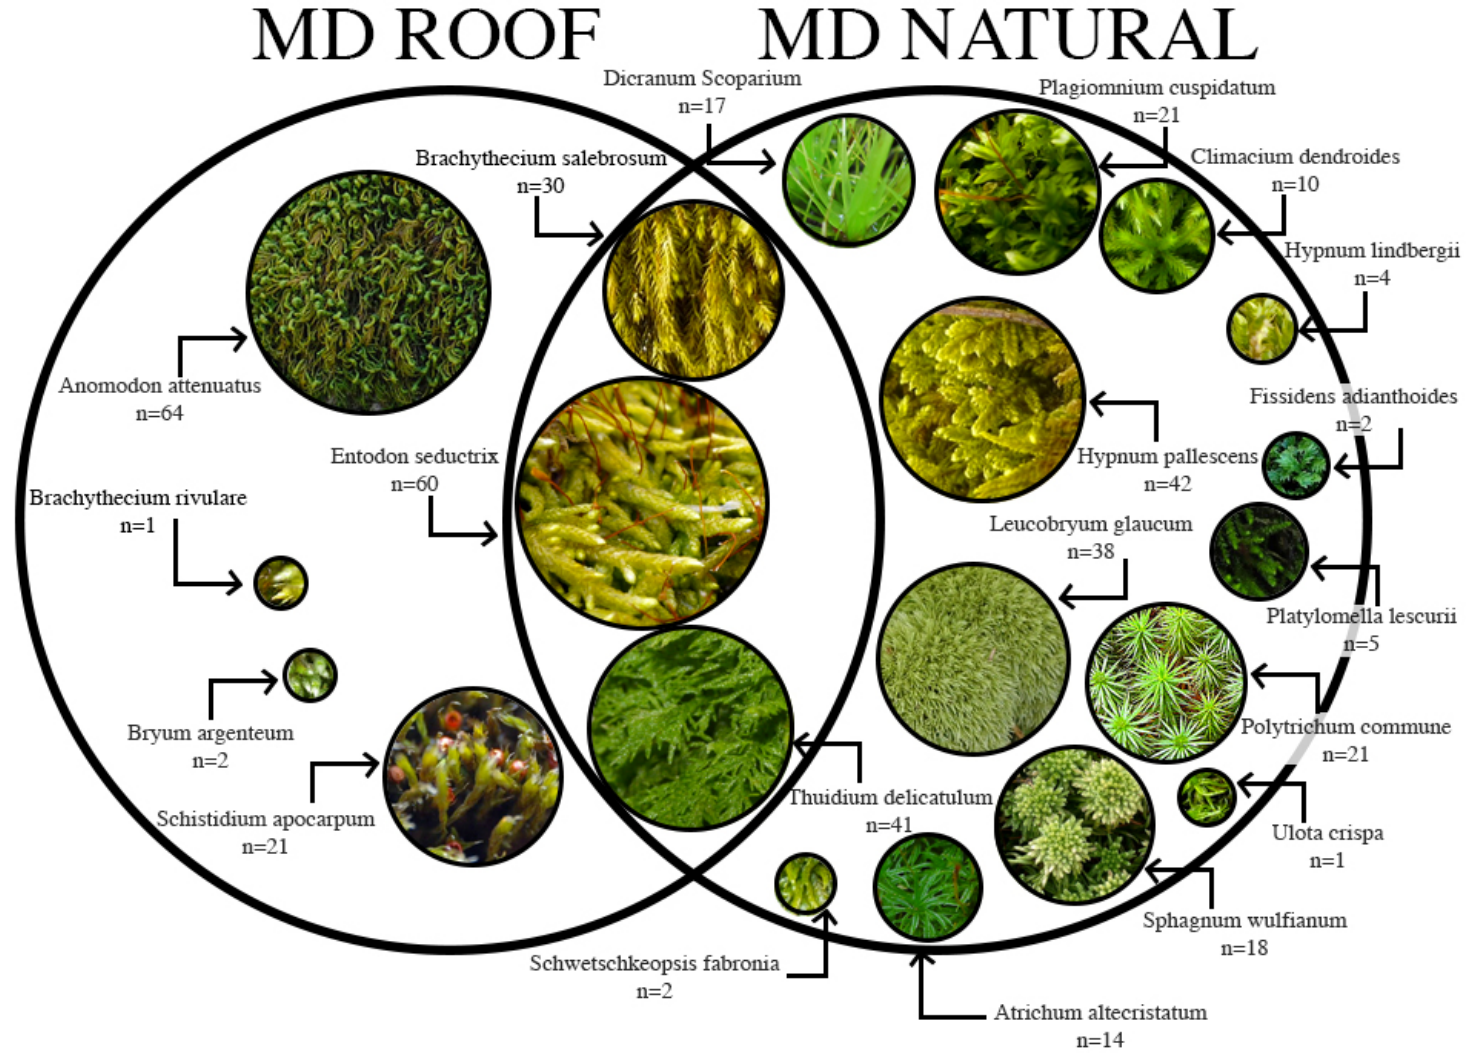 MD ROOF
MD NATURAL
Dicranum Scoparium
n=17
Plagiomnium cuspidatum
n=21
Brachythecium salebrosum
n=30
Climacium dendroides
n=10
Hypnum lindbergii
n=4
Anomodon attenuatus
n=64
Fissidens adianthoides
n=2
Entodon seductrix
n=60
Hypnum pallescens
n=42
Brachythecium rivulare
n=1
Leucobryum glaucum
n=38
Platylomella lescurii
n=5
Bryum argenteum
n=2
Polytrichum commune
n=21
Thuidium delicatulum
n=41
Schistidium apocarpum
n=21
Ulota crispa
n=1
Sphagnum wulfianum
n=18
Schwetschkeopsis fabronia
n=2
Atrichum altecristatum
n=14